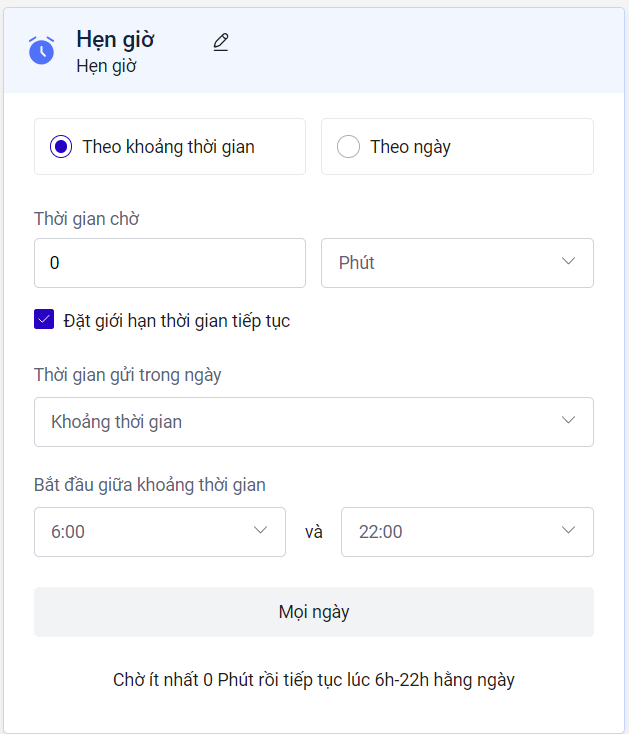 Hẹn giờ
Hẹn giờ
Theo khoảng thời gian
Theo ngày
Thời gian chờ
0
Phút
Đặt giới hạn thời gian tiếp tục
Thời gian gửi trong ngày
Khoảng thời gian
Bắt đầu giữa khoảng thời gian
6:00
và
22:00
Mọi ngày
Chờ ít nhất 0 Phút rồi tiếp tục lúc 6h-22h hằng ngày